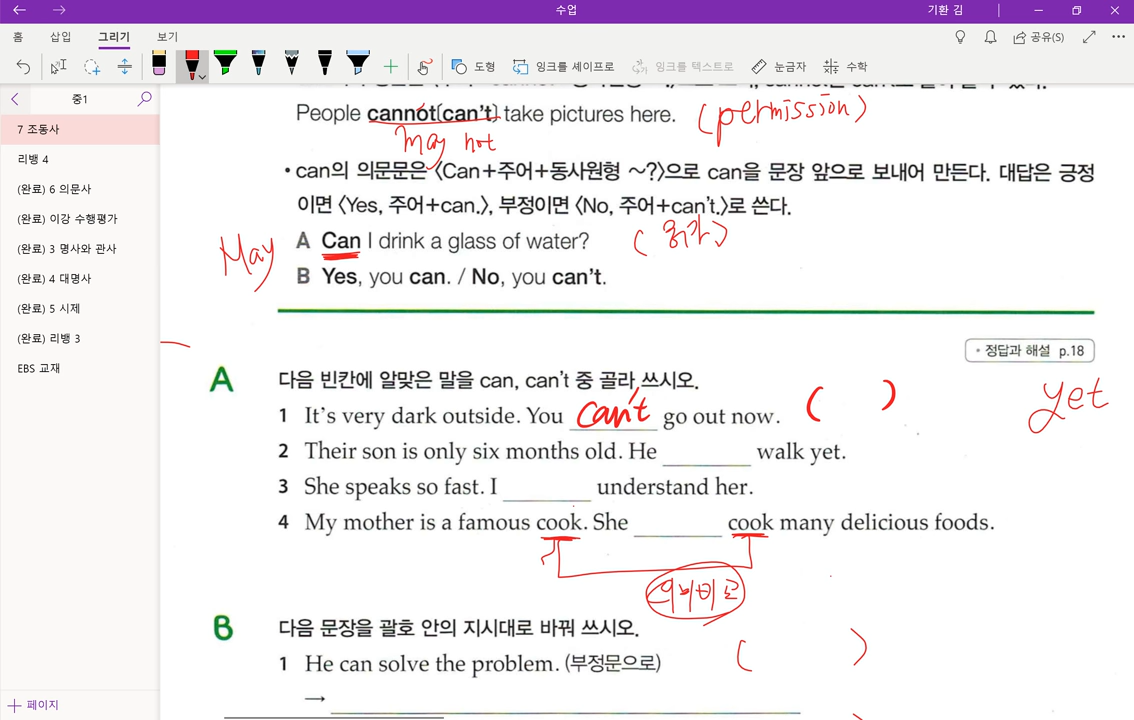 수업
기환 김
홈 삽입 그리기 보기
공유(S)
도형 잉크를 셰이프로 잉크를 텍스트로 눈금자 수학
중1
7 조동사
리뱅 4
(완료) 6 의문사
(완료) 이강 수행평가
(완료) 3 명사와 관사
(완료) 4 대명사
(완료) 5 시제
(완료) 리뱅 3
EBS 교재
페이지
People cannot[can't] take pictures here. (permission)
may not
• can의 의문문은 〈Can+주어+동사원형 ~?〉으로 can을 문장 앞으로 보내어 만든다. 대답은 긍정
이면 〈Yes, 주어+can.〉, 부정이면 〈No, 주어+can't.〉로 쓴다.
May A Can I drink a glass of water? (허가)
B Yes, you can. / No, you can't.
• 정답과 해설 p.18
A 다음 빈칸에 알맞은 말을 can, can't 중 골라 쓰시오.
1 It's very dark outside. You can't go out now. ( ) yet
2 Their son is only six months old. He ________ walk yet.
3 She speaks so fast. I ________ understand her.
4 My mother is a famous cook. She ________ cook many delicious foods.
B 다음 문장을 괄호 안의 지시대로 바꿔 쓰시오.
1 He can solve the problem. (부정문으로) ( )
→